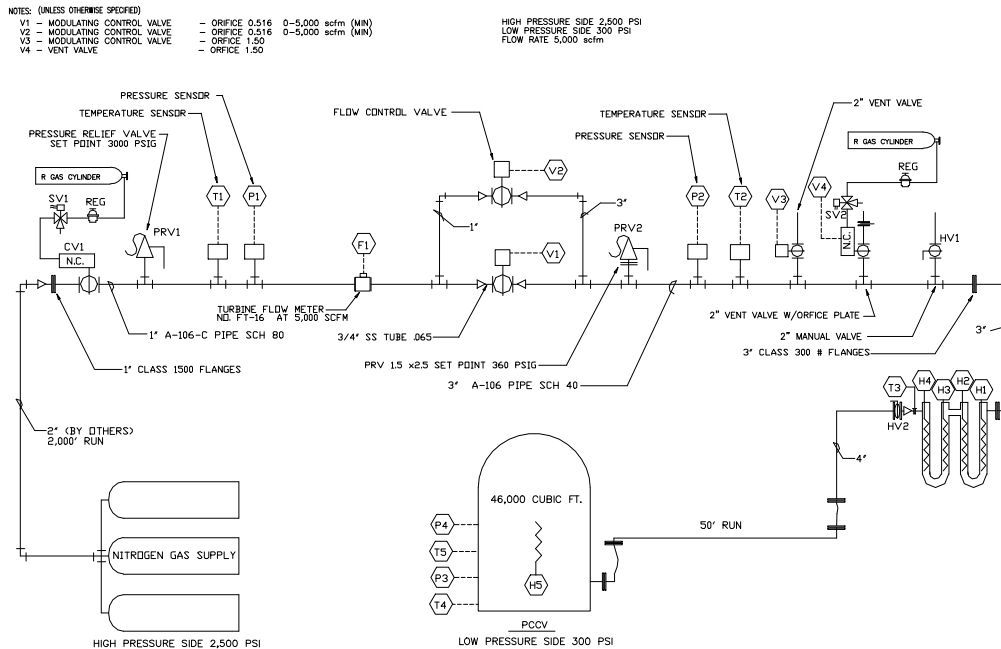 NOTES: (UNLESS OTHERWISE SPECIFIED)
V1 - MODULATING CONTROL VALVE - ORIFICE 0.516 0-5,000 scfm (MIN)
V2 - MODULATING CONTROL VALVE - ORIFICE 0.516 0-5,000 scfm (MIN)
V3 - MODULATING CONTROL VALVE - ORFICE 1.50
V4 - VENT VALVE - ORFICE 1.50
HIGH PRESSURE SIDE 2,500 PSI
LOW PRESSURE SIDE 300 PSI
FLOW RATE 5,000 scfm
PRESSURE SENSOR
TEMPERATURE SENSOR
PRESSURE RELIEF VALVE
SET POINT 3000 PSIG
FLOW CONTROL VALVE
TEMPERATURE SENSOR
PRESSURE SENSOR
2" VENT VALVE
R GAS CYLINDER
R GAS CYLINDER
SV1
REG
T1
P1
V2
P2
T2
V3
V4
REG
SV2
CV1
N.C.
PRV1
F1
1"
3"
V1
PRV2
N.C.
HV1
TURBINE FLOW METER
NO. FT-16 AT 5,000 SCFM
1" A-106-C PIPE SCH 80
3/4" SS TUBE .065
2" VENT VALVE W/ORFICE PLATE
2" MANUAL VALVE
3" CLASS 300 # FLANGES
3"
1" CLASS 1500 FLANGES
PRV 1.5 x2.5 SET POINT 360 PSIG
3" A-106 PIPE SCH 40
T3
H4
H3
H2
H1
HV2
2" (BY OTHERS)
2,000' RUN
4"
46,000 CUBIC FT.
50' RUN
P4
T5
P3
T4
H5
NITROGEN GAS SUPPLY
PCCV
HIGH PRESSURE SIDE 2,500 PSI
LOW PRESSURE SIDE 300 PSI